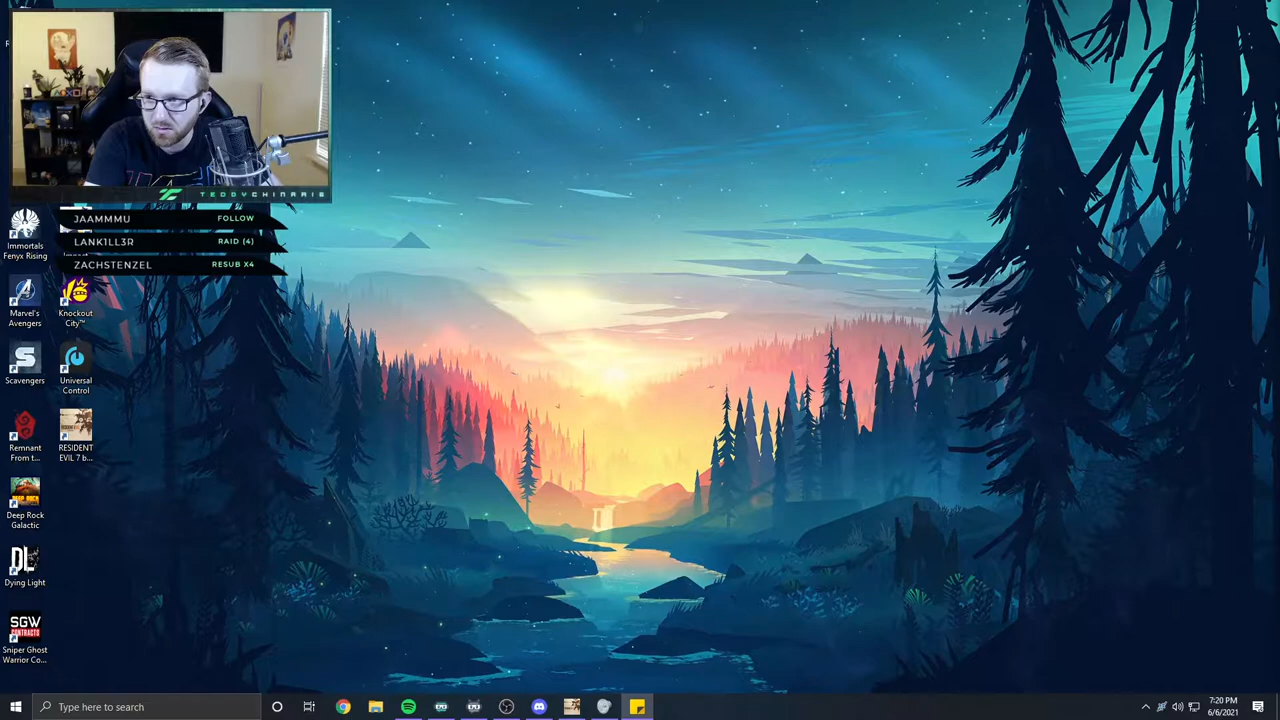 TEDDYCHINARIS
JAAMMMU FOLLOW
LANK1LL3R RAID (4)
ZACHSTENZEL RESUB X4
Immortals
Fenyx Rising
Marvel's
Avengers
Knockout
City™
Scavengers
Universal
Control
Remnant
From t...
RESIDENT
EVIL 7 b...
Deep Rock
Galactic
DL
Dying Light
SGW
CONTRACTS
Sniper Ghost
Warrior Co...
Type here to search
7:20 PM
6/6/2021